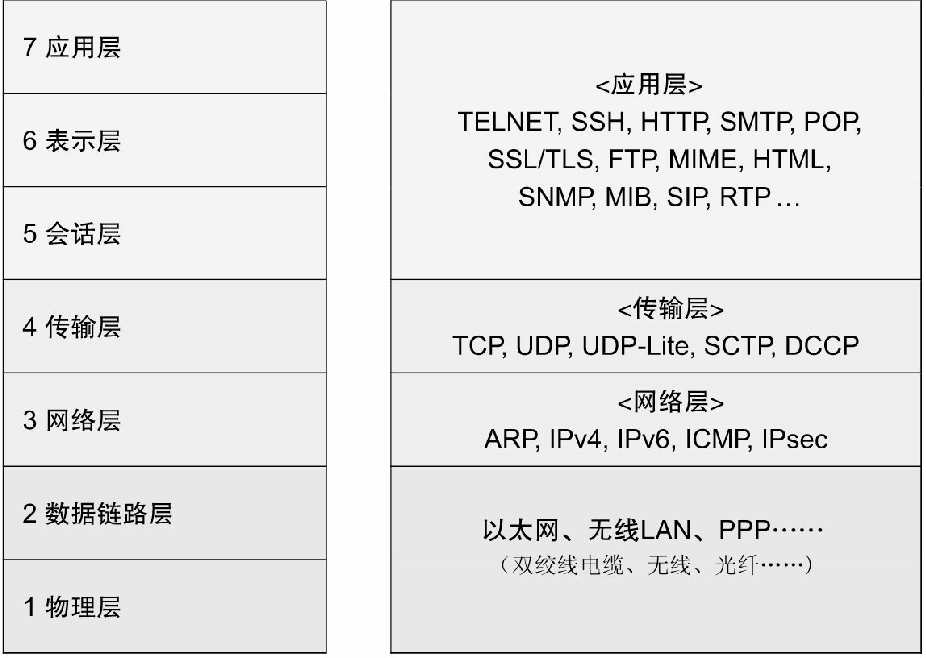 7 应用层
6 表示层
5 会话层
4 传输层
3 网络层
2 数据链路层
1 物理层
<应用层>
TELNET, SSH, HTTP, SMTP, POP,
SSL/TLS, FTP, MIME, HTML,
SNMP, MIB, SIP, RTP ...
<传输层>
TCP, UDP, UDP-Lite, SCTP, DCCP
<网络层>
ARP, IPv4, IPv6, ICMP, IPsec
以太网、无线LAN、PPP……
（双绞线电缆、无线、光纤……）